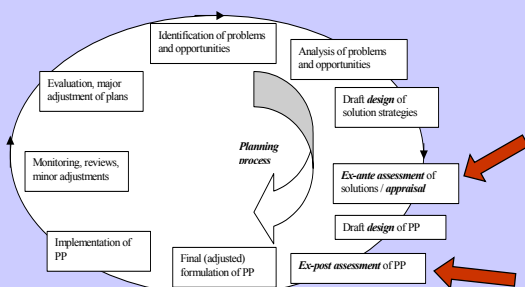 Identification of problems
and opportunities
Analysis of problems
and opportunities
Draft design of
solution strategies
Ex-ante assessment of
solutions / appraisal
Draft design of PP
Ex-post assessment of PP
Final (adjusted)
formulation of PP
Implementation of
PP
Monitoring, reviews,
minor adjustments
Evaluation, major
adjustment of plans
Planning
process